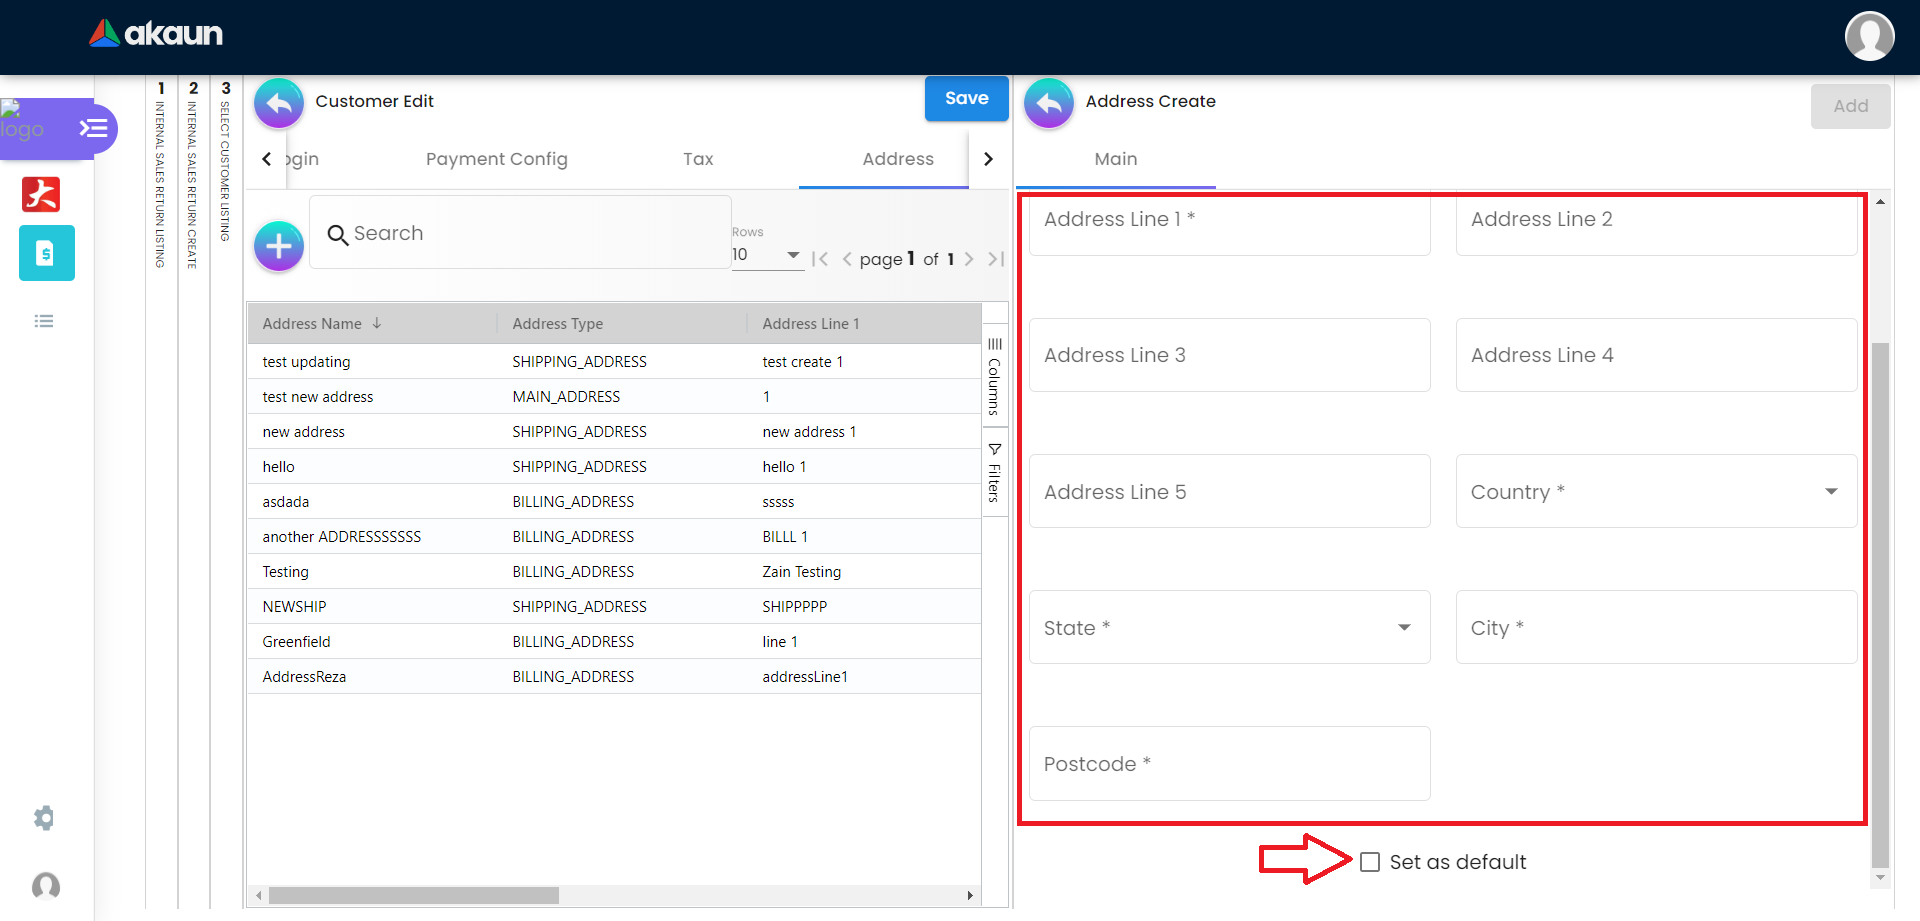 akaun
logo
1 INTERNAL SALES RETURN LISTING
2 INTERNAL SALES RETURN CREATE
3 SELECT CUSTOMER LISTING
Customer Edit
Save
ogin
Payment Config
Tax
Address
Search
Rows
10
page 1 of 1
Address Name
Address Type
Address Line 1
test updating SHIPPING_ADDRESS test create 1
test new address MAIN_ADDRESS 1
new address SHIPPING_ADDRESS new address 1
hello SHIPPING_ADDRESS hello 1
asdada BILLING_ADDRESS sssss
another ADDRESSSSSSS BILLING_ADDRESS BILLL 1
Testing BILLING_ADDRESS Zain Testing
NEWSHIP SHIPPING_ADDRESS SHIPPPPP
Greenfield BILLING_ADDRESS line 1
AddressReza BILLING_ADDRESS addressLine1
Columns
Filters
Address Create
Add
Main
Address Line 1 *
Address Line 2
Address Line 3
Address Line 4
Address Line 5
Country *
State *
City *
Postcode *
Set as default